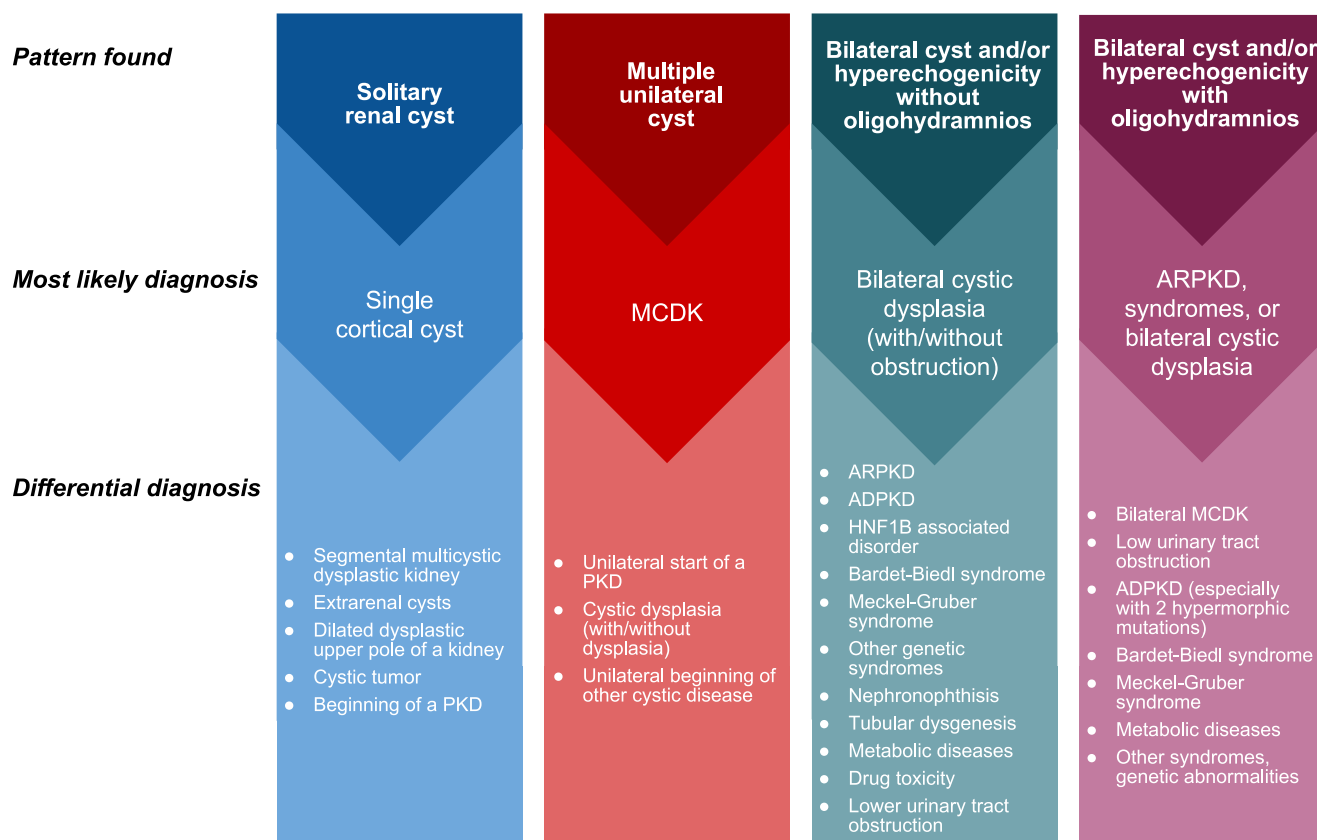 Pattern found
Solitary
renal cyst
Multiple
unilateral
cyst
Bilateral cyst and/or
hyperechogenicity
without
oligohydramnios
Bilateral cyst and/or
hyperechogenicity
with
oligohydramnios
Most likely diagnosis
Single
cortical cyst
MCDK
Bilateral cystic
dysplasia
(with/without
obstruction)
ARPKD,
syndromes, or
bilateral cystic
dysplasia
Differential diagnosis
● Segmental multicystic
dysplastic kidney
● Extrarenal cysts
● Dilated dysplastic
upper pole of a kidney
● Cystic tumor
● Beginning of a PKD
● Unilateral start of a
PKD
● Cystic dysplasia
(with/without
dysplasia)
● Unilateral beginning of
other cystic disease
● ARPKD
● ADPKD
● HNF1B associated
disorder
● Bardet-Biedl syndrome
● Meckel-Gruber
syndrome
● Other genetic
syndromes
● Nephronophthisis
● Tubular dysgenesis
● Metabolic diseases
● Drug toxicity
● Lower urinary tract
obstruction
● Bilateral MCDK
● Low urinary tract
obstruction
● ADPKD (especially
with 2 hypermorphic
mutations)
● Bardet-Biedl syndrome
● Meckel-Gruber
syndrome
● Metabolic diseases
● Other syndromes,
genetic abnormalities